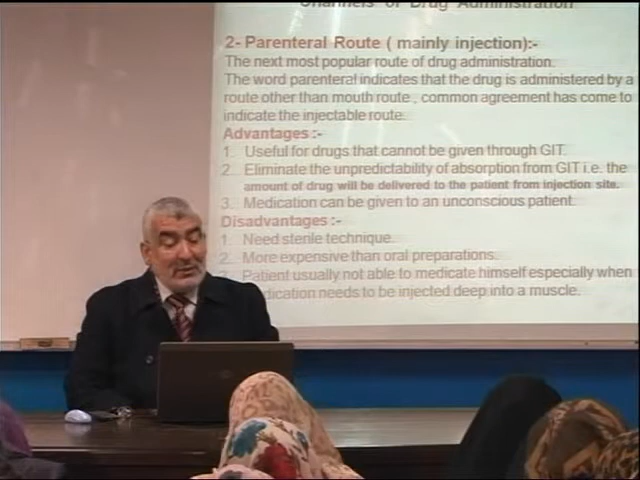 Channels of Drug Administration
2- Parenteral Route ( mainly injection):-
The next most popular route of drug administration.
The word parenteral indicates that the drug is administered by a
route other than mouth route , common agreement has come to
indicate the injectable route.
Advantages :-
1. Useful for drugs that cannot be given through GIT.
2. Eliminate the unpredictability of absorption from GIT i.e. the
amount of drug will be delivered to the patient from injection site.
3. Medication can be given to an unconscious patient.
Disadvantages :-
1. Need sterile technique.
2. More expensive than oral preparations.
Patient usually not able to medicate himself especially when
needs to be injected deep into a muscle.